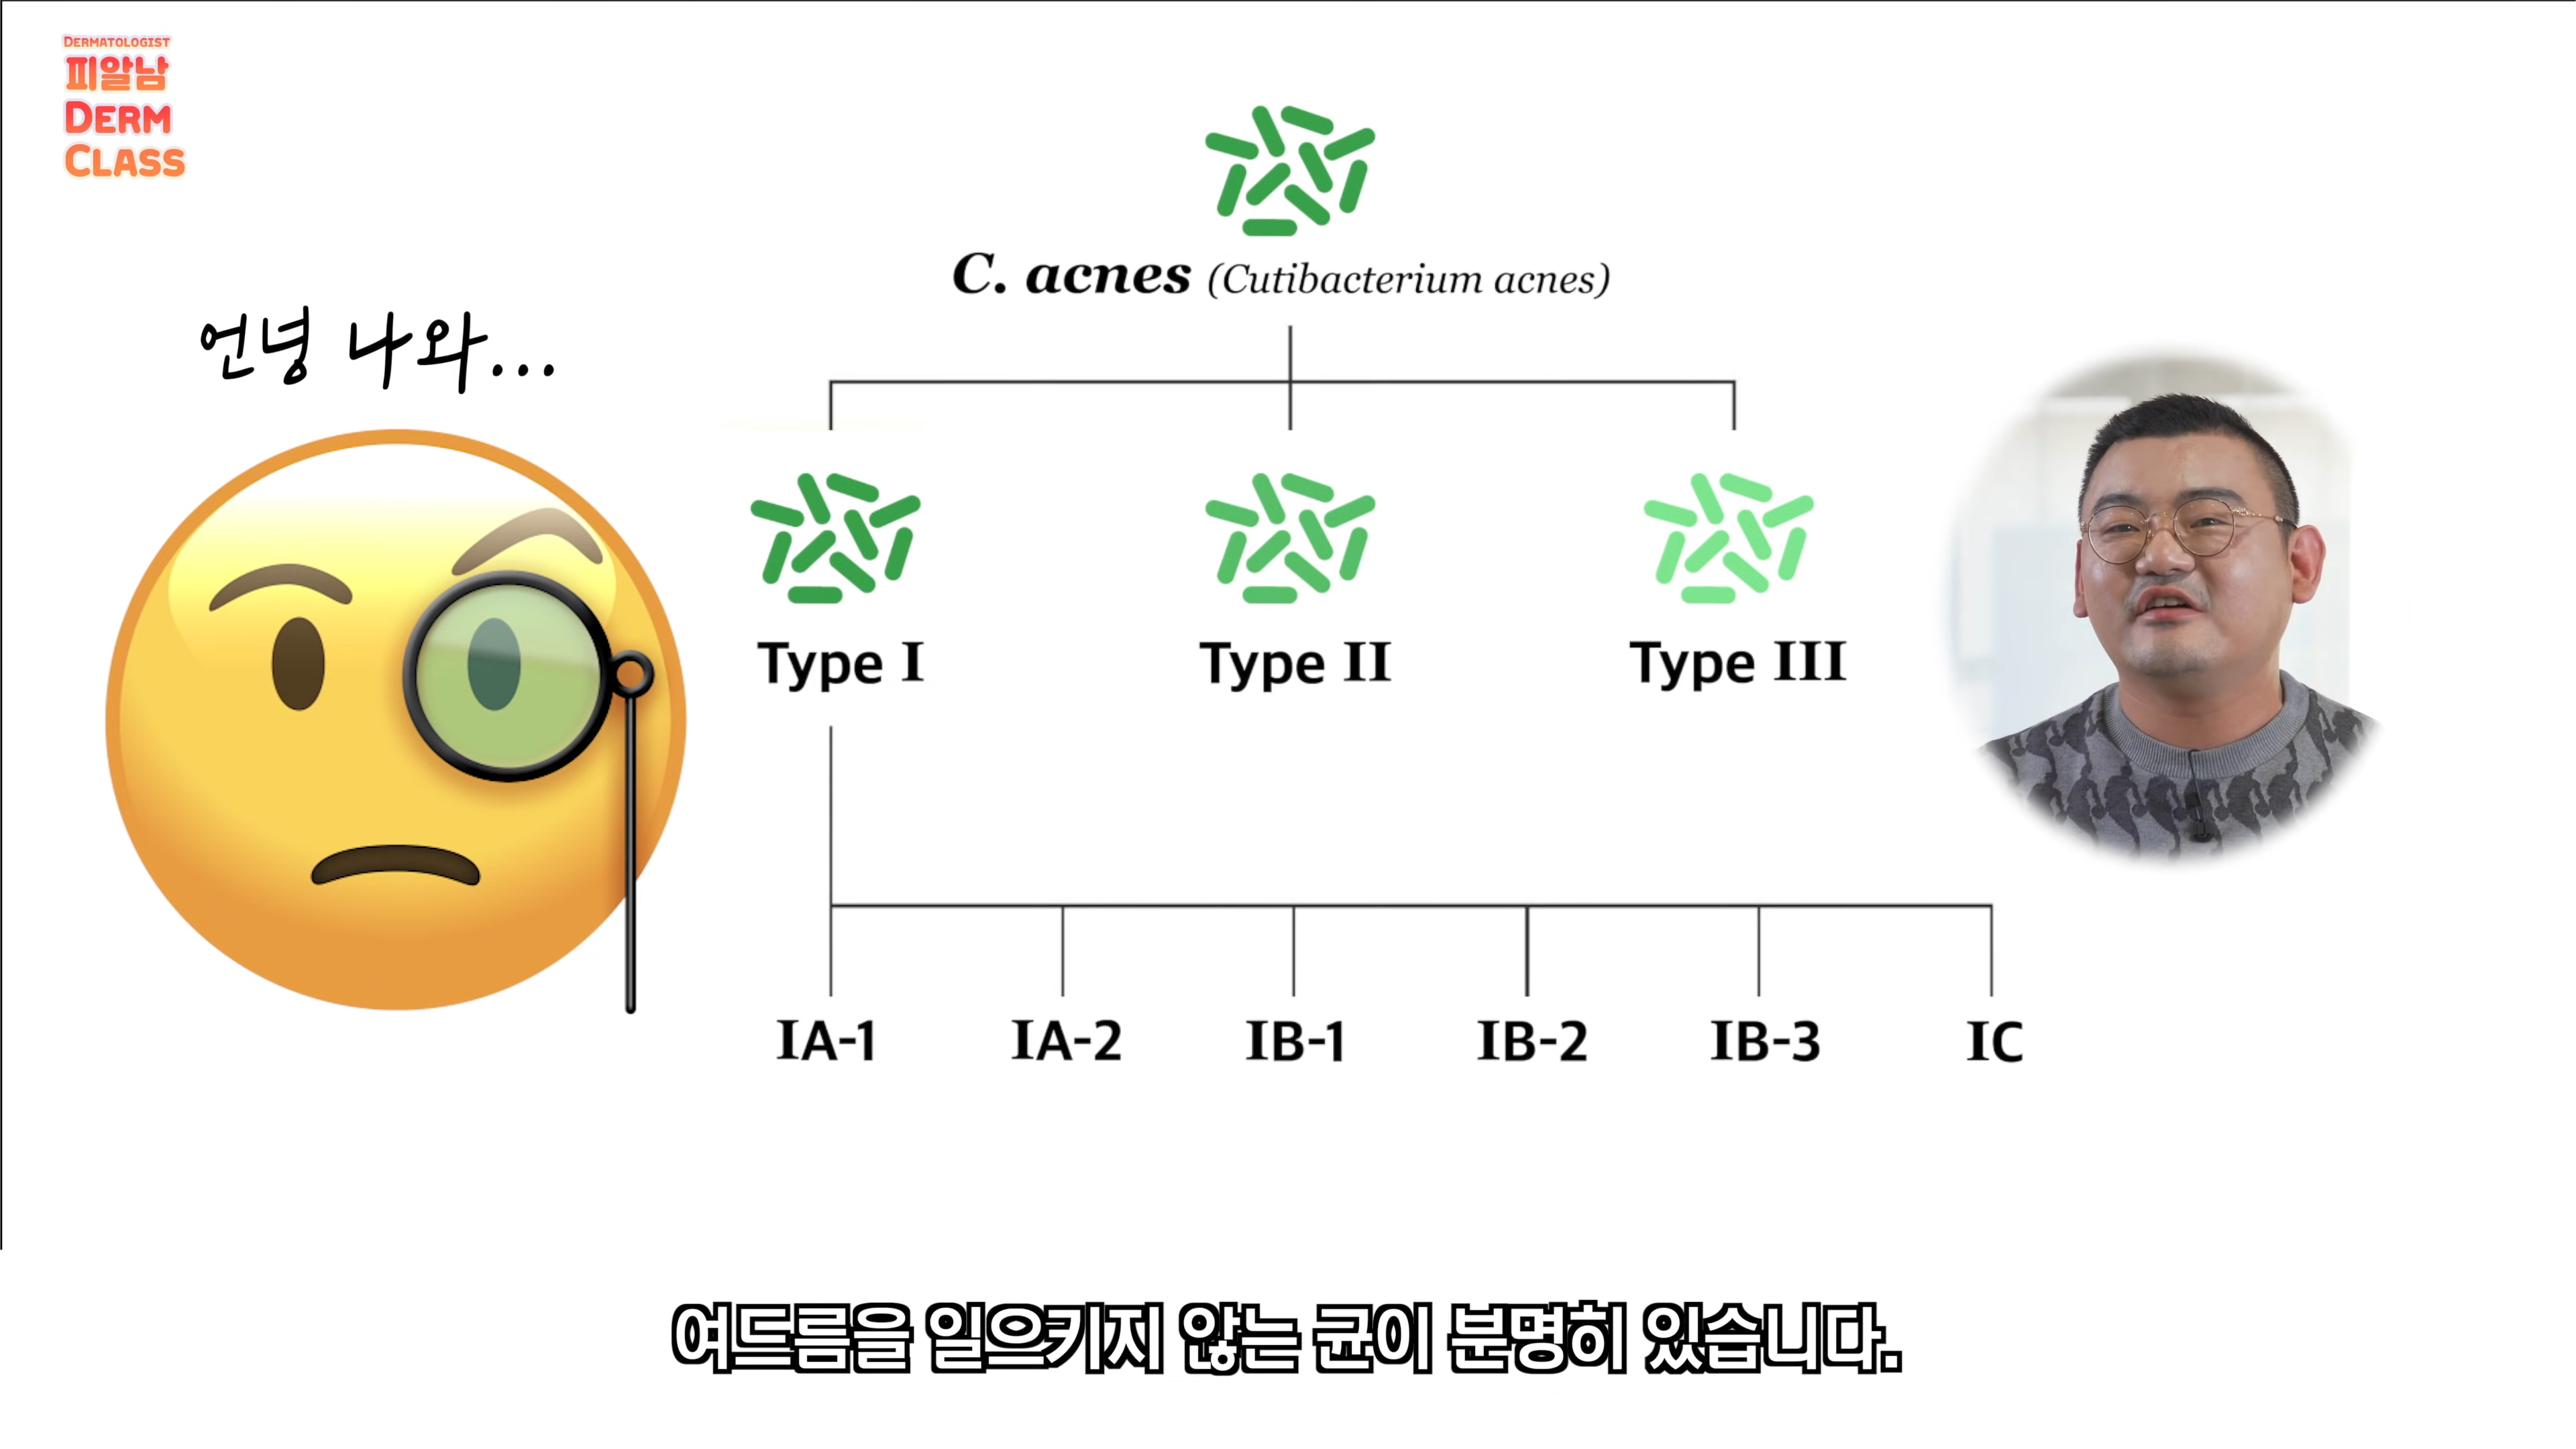 DERMATOLOGIST
피알남
DERM
CLASS
C. acnes (Cutibacterium acnes)
언녕 나와...
Type I
Type II
Type III
IA-1
IA-2
IB-1
IB-2
IB-3
IC
여드름을 일으키지 않는 균이 분명히 있습니다.